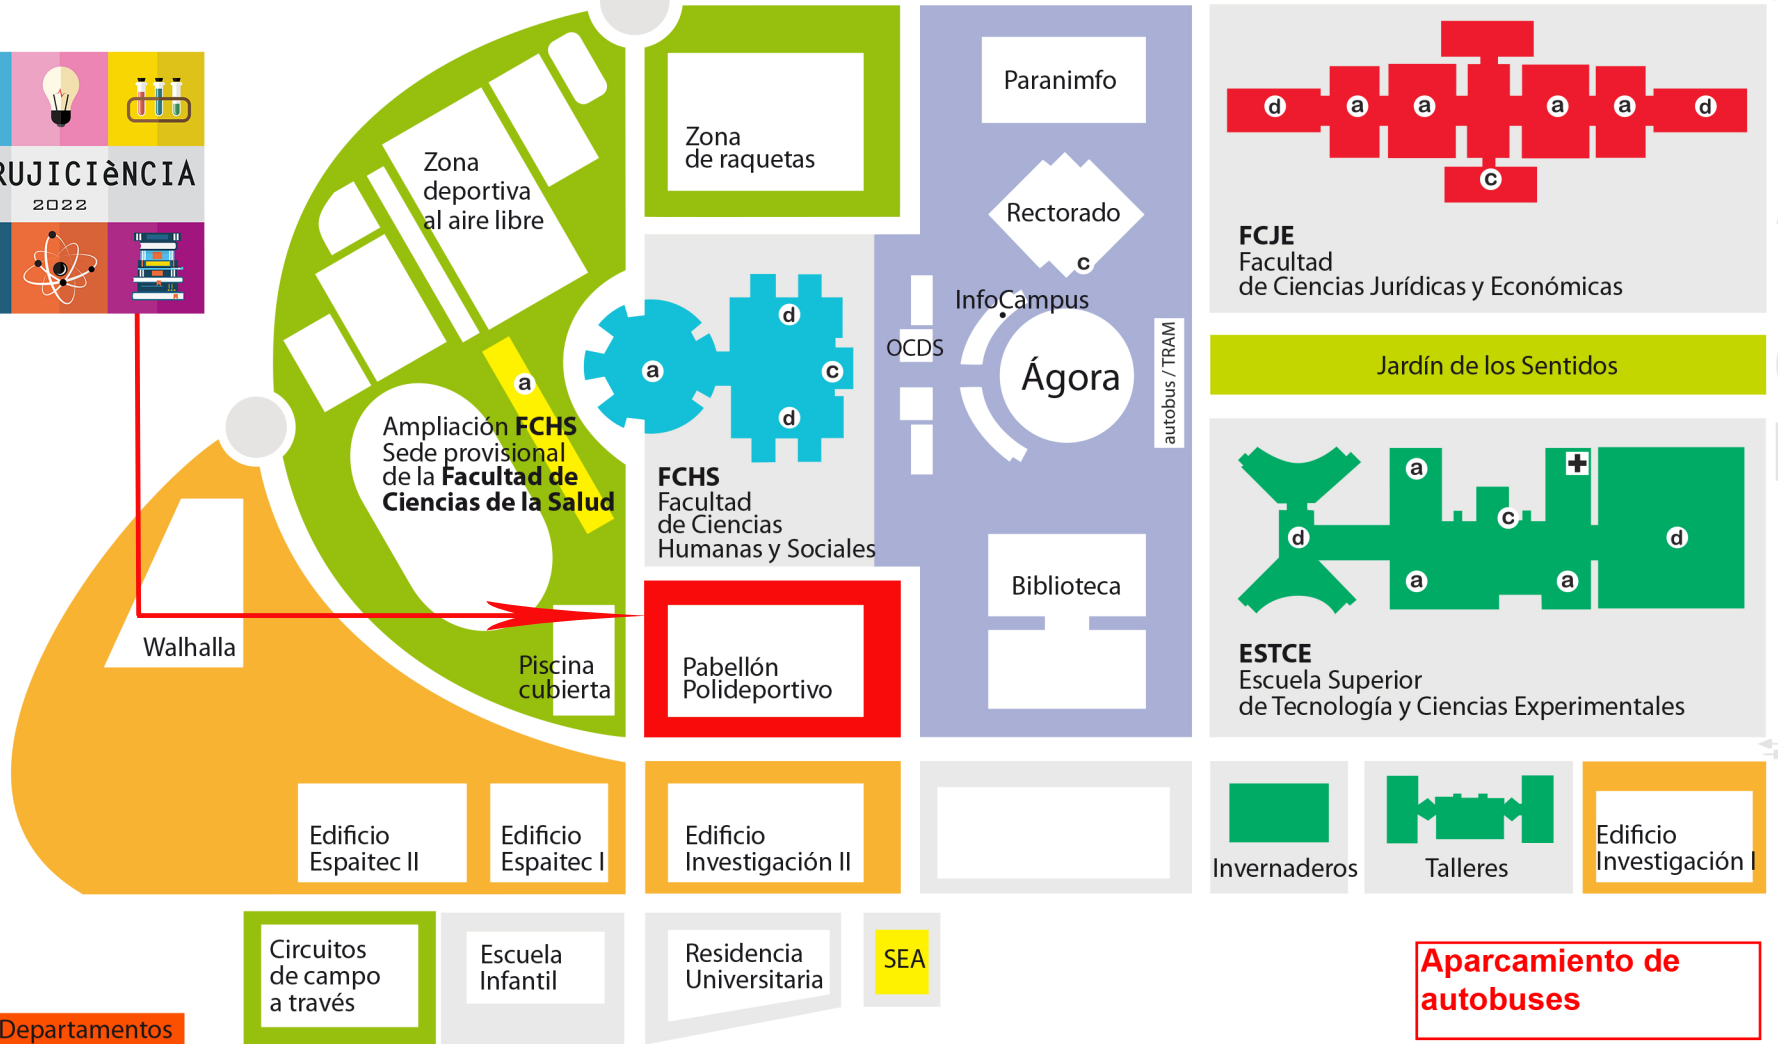 RUJICIèNCIA
2022
Zona
deportiva
al aire libre
Zona
de raquetas
Paranimfo
Rectorado
c
InfoCampus
OCDS
Ágora
autobus / TRAM
Biblioteca
d
a
a
a
a
d
c
FCJE
Facultad
de Ciencias Jurídicas y Económicas
Jardín de los Sentidos
a
Ampliación FCHS
Sede provisional
de la Facultad de
Ciencias de la Salud
a
d
c
d
FCHS
Facultad
de Ciencias
Humanas y Sociales
a
c
d
d
a
a
ESTCE
Escuela Superior
de Tecnología y Ciencias Experimentales
Walhalla
Piscina
cubierta
Pabellón
Polideportivo
Edificio
Espaitec II
Edificio
Espaitec I
Edificio
Investigación II
Invernaderos
Talleres
Edificio
Investigación I
Circuitos
de campo
a través
Escuela
Infantil
Residencia
Universitaria
SEA
Aparcamiento de
autobuses
Departamentos